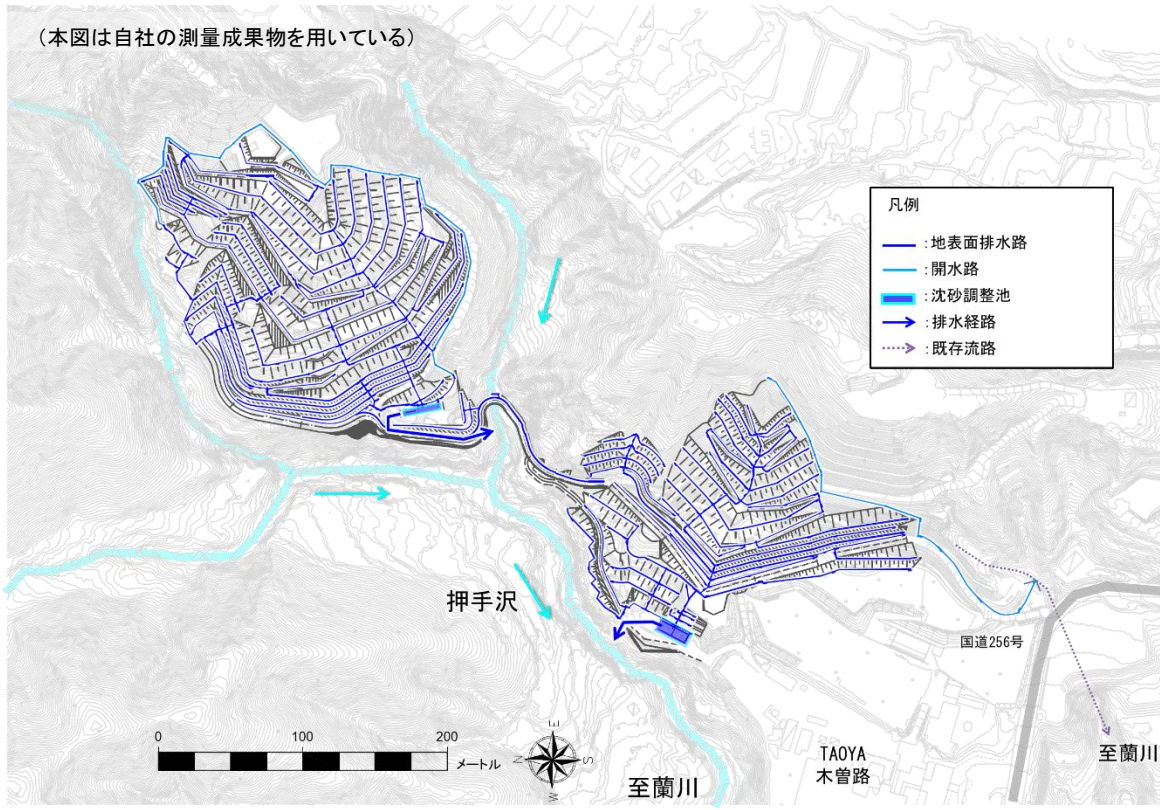 （本図は自社の測量成果物を用いている）
凡例
：地表面排水路
：開水路
：沈砂調整池
：排水経路
：既存流路
押手沢
国道256号
0 100 200
メートル
E
N S
W
TAOYA
木曽路
至蘭川
至蘭川